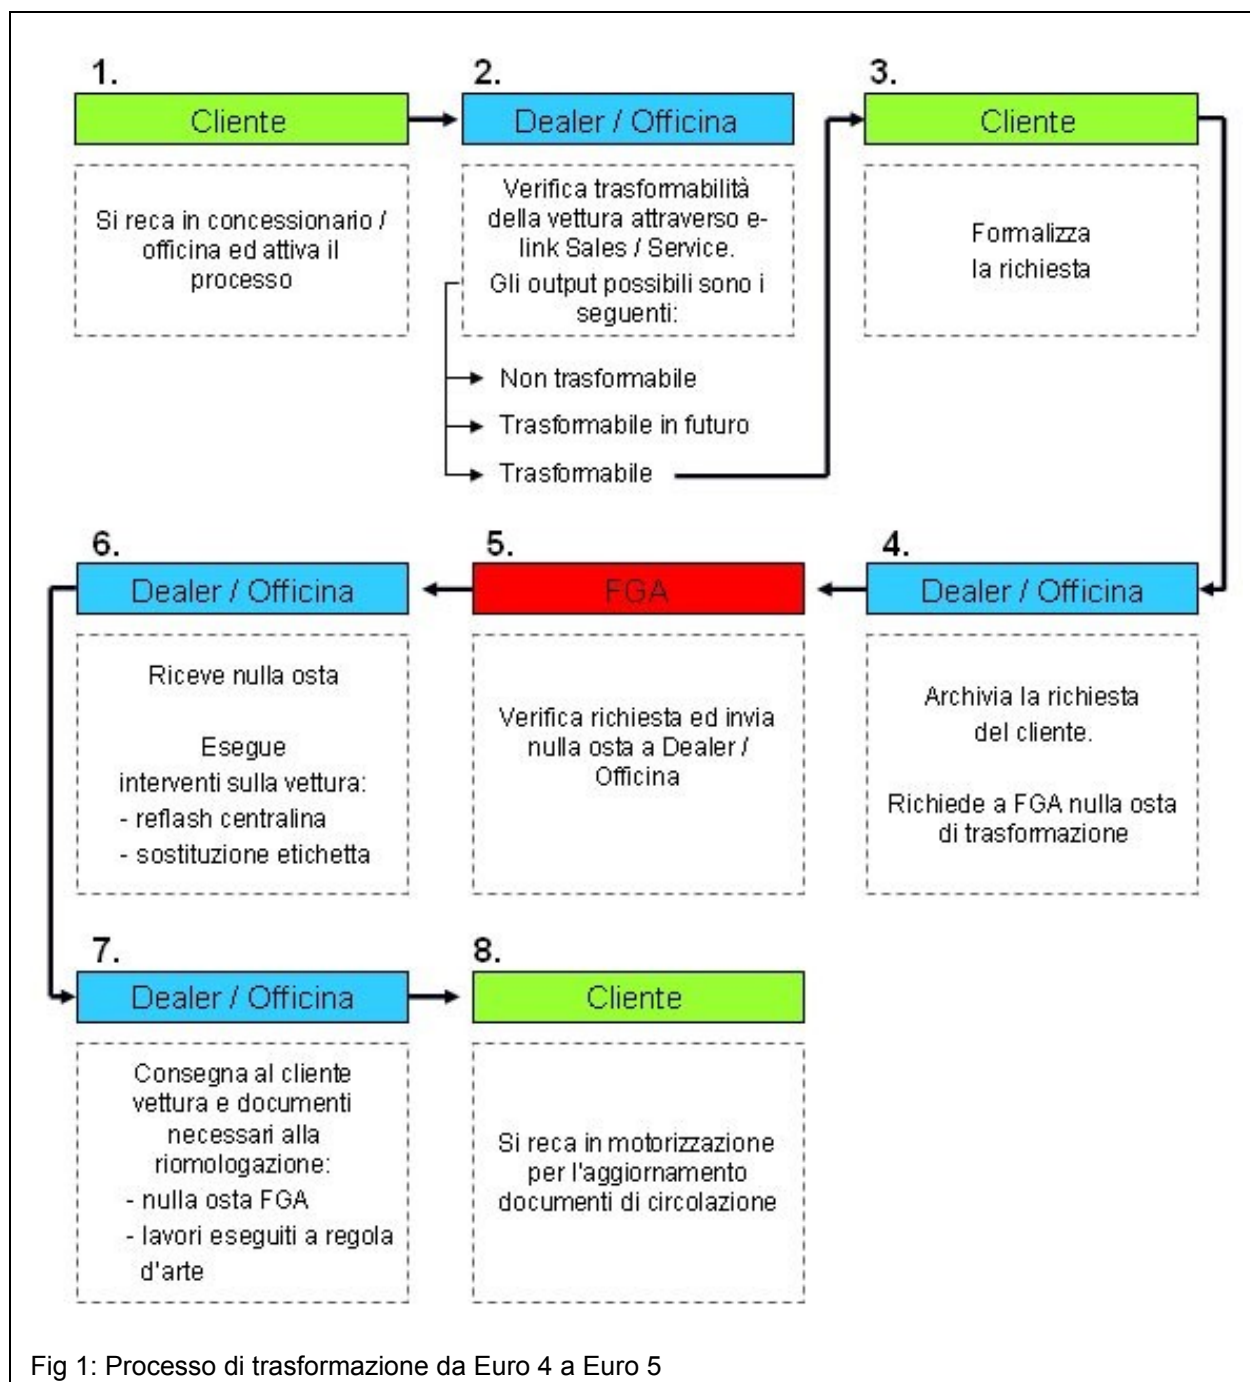 1.
Cliente
Si reca in concessionario /
officina ed attiva il
processo
2.
Dealer / Officina
Verifica trasformabilità
della vettura attraverso e-
link Sales / Service.
Gli output possibili sono i
seguenti:
Non trasformabile
Trasformabile in futuro
Trasformabile
3.
Cliente
Formalizza
la richiesta
4.
Dealer / Officina
Archivia la richiesta
del cliente.
Richiede a FGA nulla osta
di trasformazione
5.
FGA
Verifica richiesta ed invia
nulla osta a Dealer /
Officina
6.
Dealer / Officina
Riceve nulla osta
Esegue
interventi sulla vettura:
- reflash centralina
- sostituzione etichetta
7.
Dealer / Officina
Consegna al cliente
vettura e documenti
necessari alla
riomologazione:
- nulla osta FGA
- lavori eseguiti a regola
d'arte
8.
Cliente
Si reca in motorizzazione
per l'aggiornamento
documenti di circolazione
Fig 1: Processo di trasformazione da Euro 4 a Euro 5